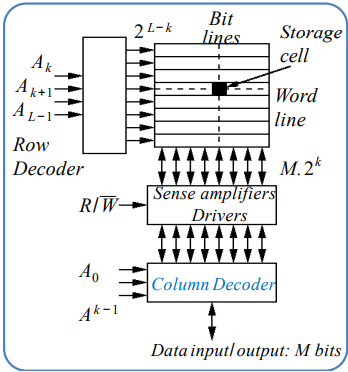 2^{L-k}
Bit
lines
Storage
cell
A_k
A_{k+1}
A_{L-1}
Row
Decoder
Word
line
M.2^k
R/W̅
Sense amplifiers
Drivers
A_0
A^{k-1}
Column Decoder
Data input/ output: M bits